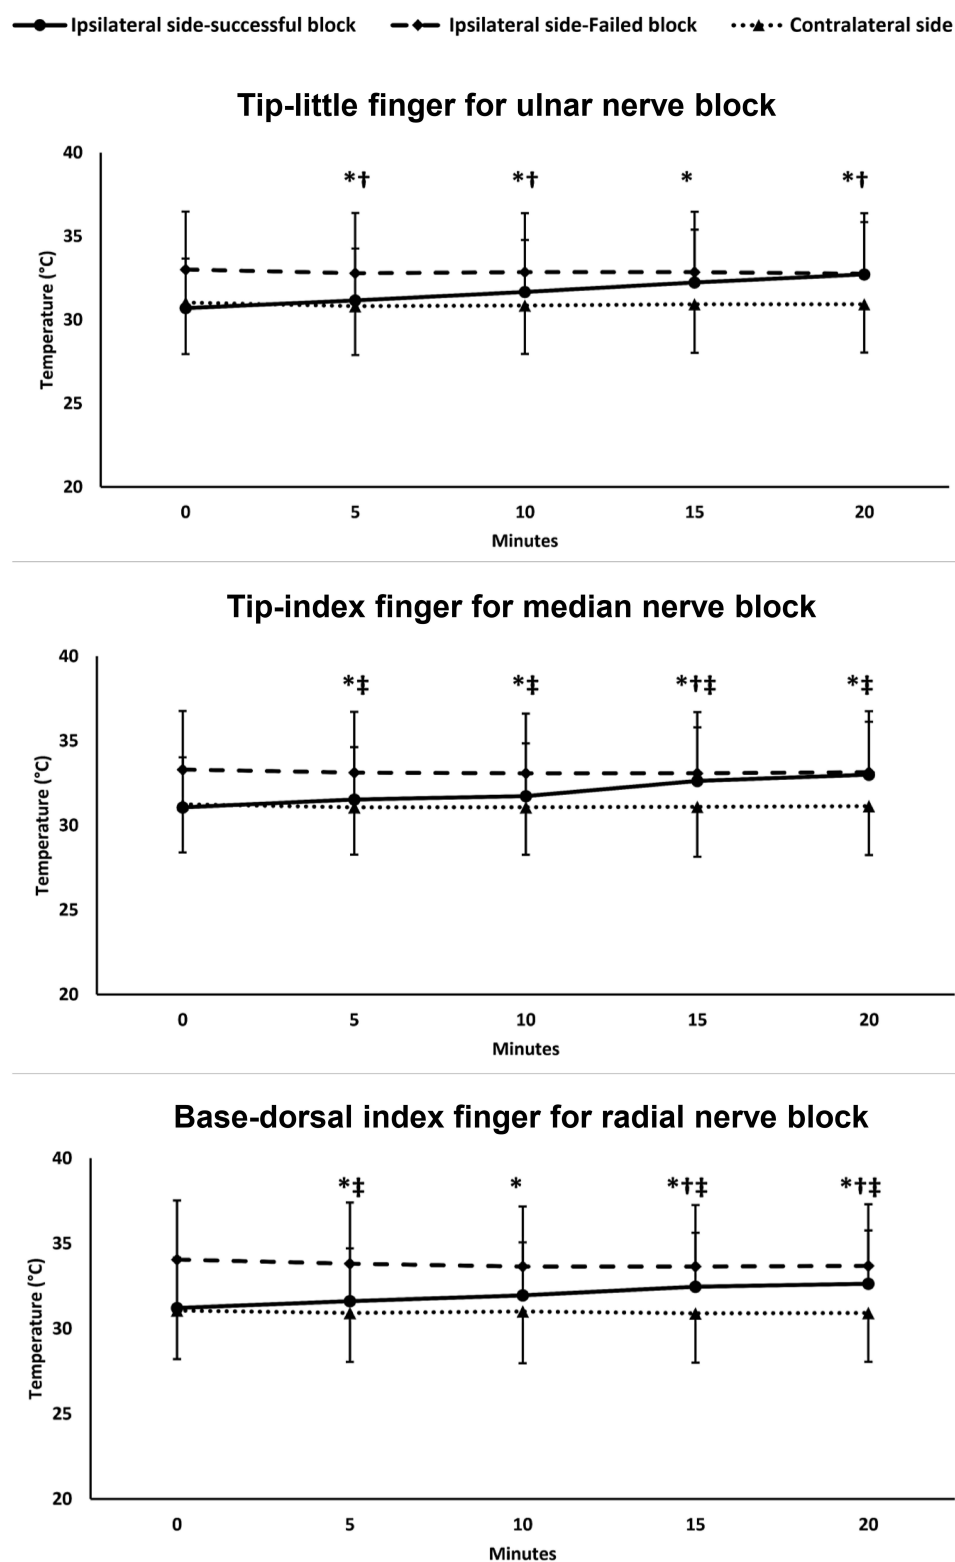 Ipsilateral side-successful block Ipsilateral side-Failed block Contralateral side
Tip-little finger for ulnar nerve block
40
*† *† * *†
35
30
25
20
Temperature (°C)
0 5 10 15 20
Minutes
Tip-index finger for median nerve block
40
*‡ *‡ *†‡ *‡
35
30
25
20
Temperature (°C)
0 5 10 15 20
Minutes
Base-dorsal index finger for radial nerve block
40
*‡ * *†‡ *†‡
35
30
25
20
Temperature (°C)
0 5 10 15 20
Minutes